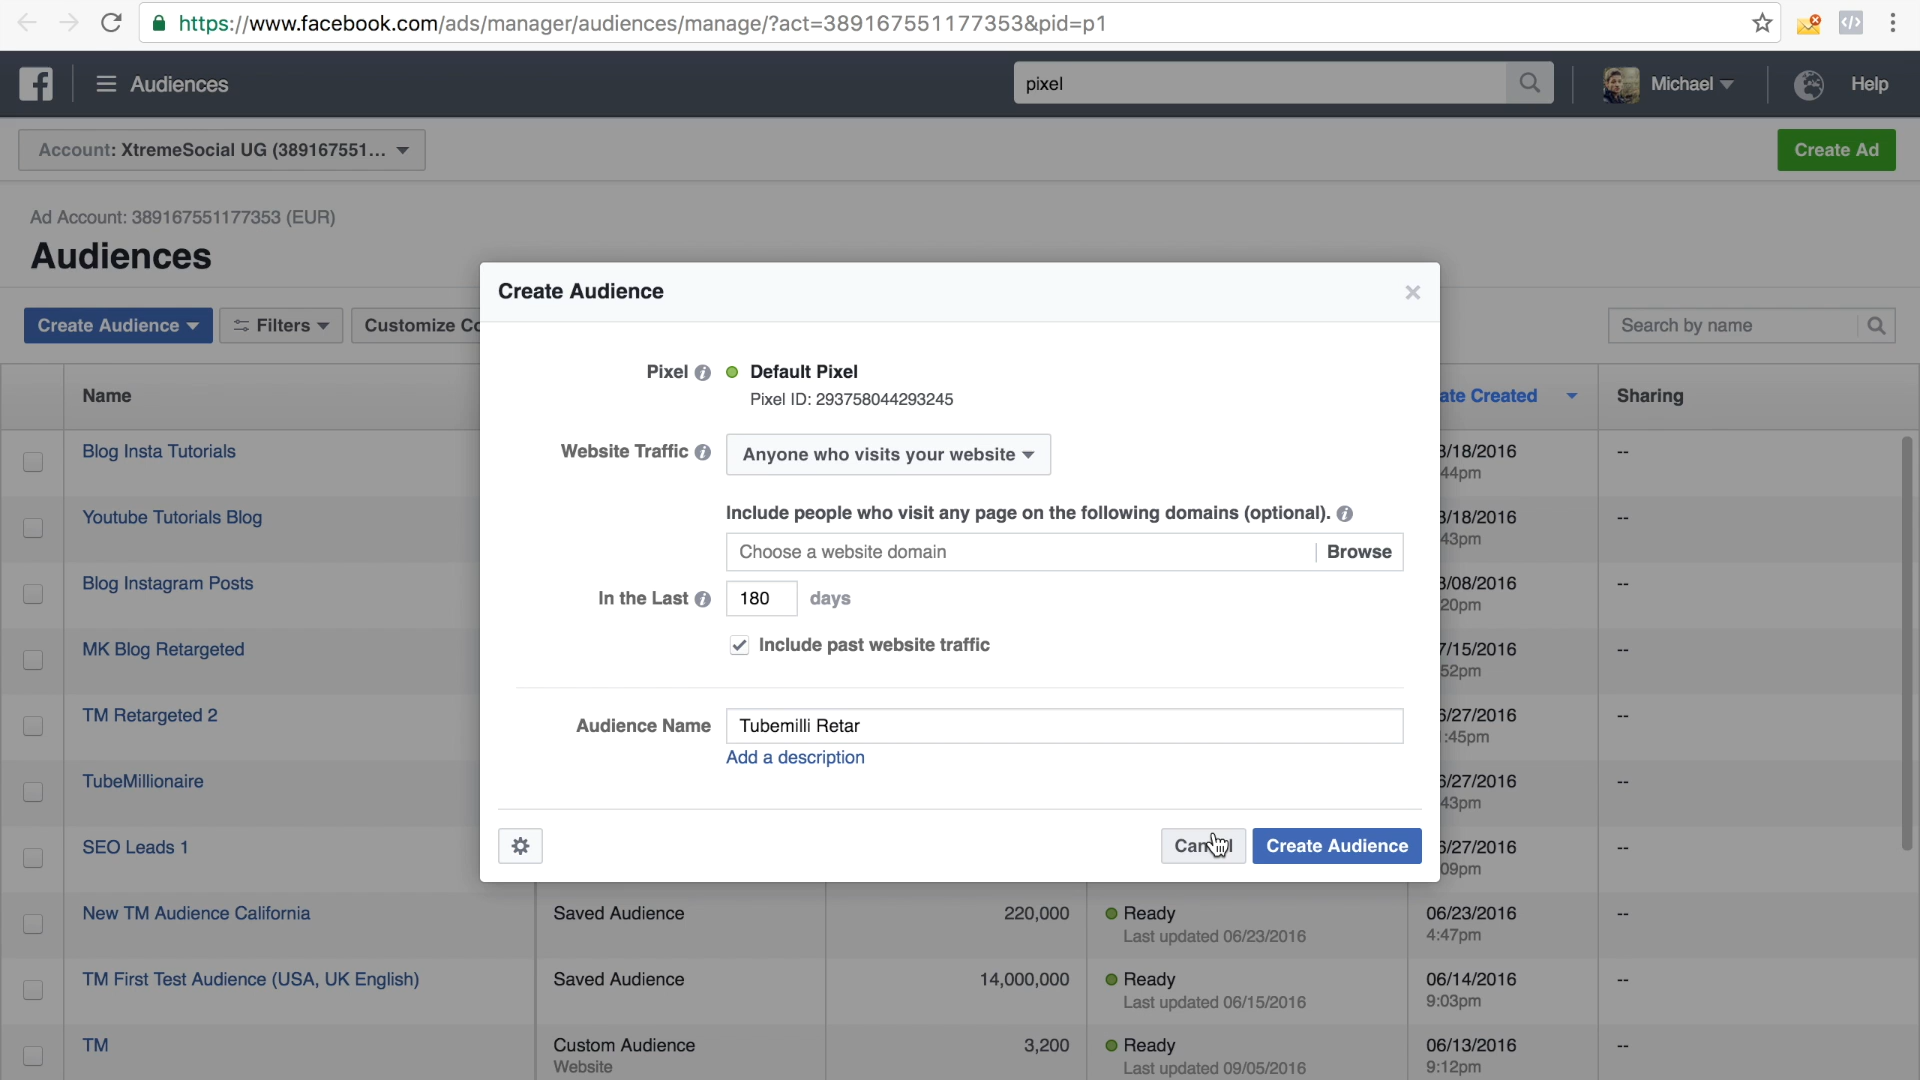 https://www.facebook.com/ads/manager/audiences/manage/?act=389167551177353&pid=p1
Audiences
pixel
Michael
Help
Account: XtremeSocial UG (389167551...
Create Ad
Ad Account: 389167551177353 (EUR)
Audiences
Create Audience
Filters
Customize
Search by name
Name
ate Created
Sharing
Create Audience
Pixel
Default Pixel
Pixel ID: 293758044293245
Website Traffic
Anyone who visits your website
Include people who visit any page on the following domains (optional).
Choose a website domain
Browse
In the Last
180
days
Include past website traffic
Audience Name
Tubemilli Retar
Add a description
Create Audience
Blog Insta Tutorials
/18/2016
44pm
--
Youtube Tutorials Blog
/18/2016
43pm
--
Blog Instagram Posts
/08/2016
20pm
--
MK Blog Retargeted
/15/2016
52pm
--
TM Retargeted 2
/27/2016
:45pm
--
TubeMillionaire
/27/2016
43pm
--
SEO Leads 1
/27/2016
09pm
--
New TM Audience California
Saved Audience
220,000
Ready
Last updated 06/23/2016
06/23/2016
4:47pm
--
TM First Test Audience (USA, UK English)
Saved Audience
14,000,000
Ready
Last updated 06/15/2016
06/14/2016
9:03pm
--
TM
Custom Audience
Website
3,200
Ready
Last updated 09/05/2016
06/13/2016
9:12pm
--